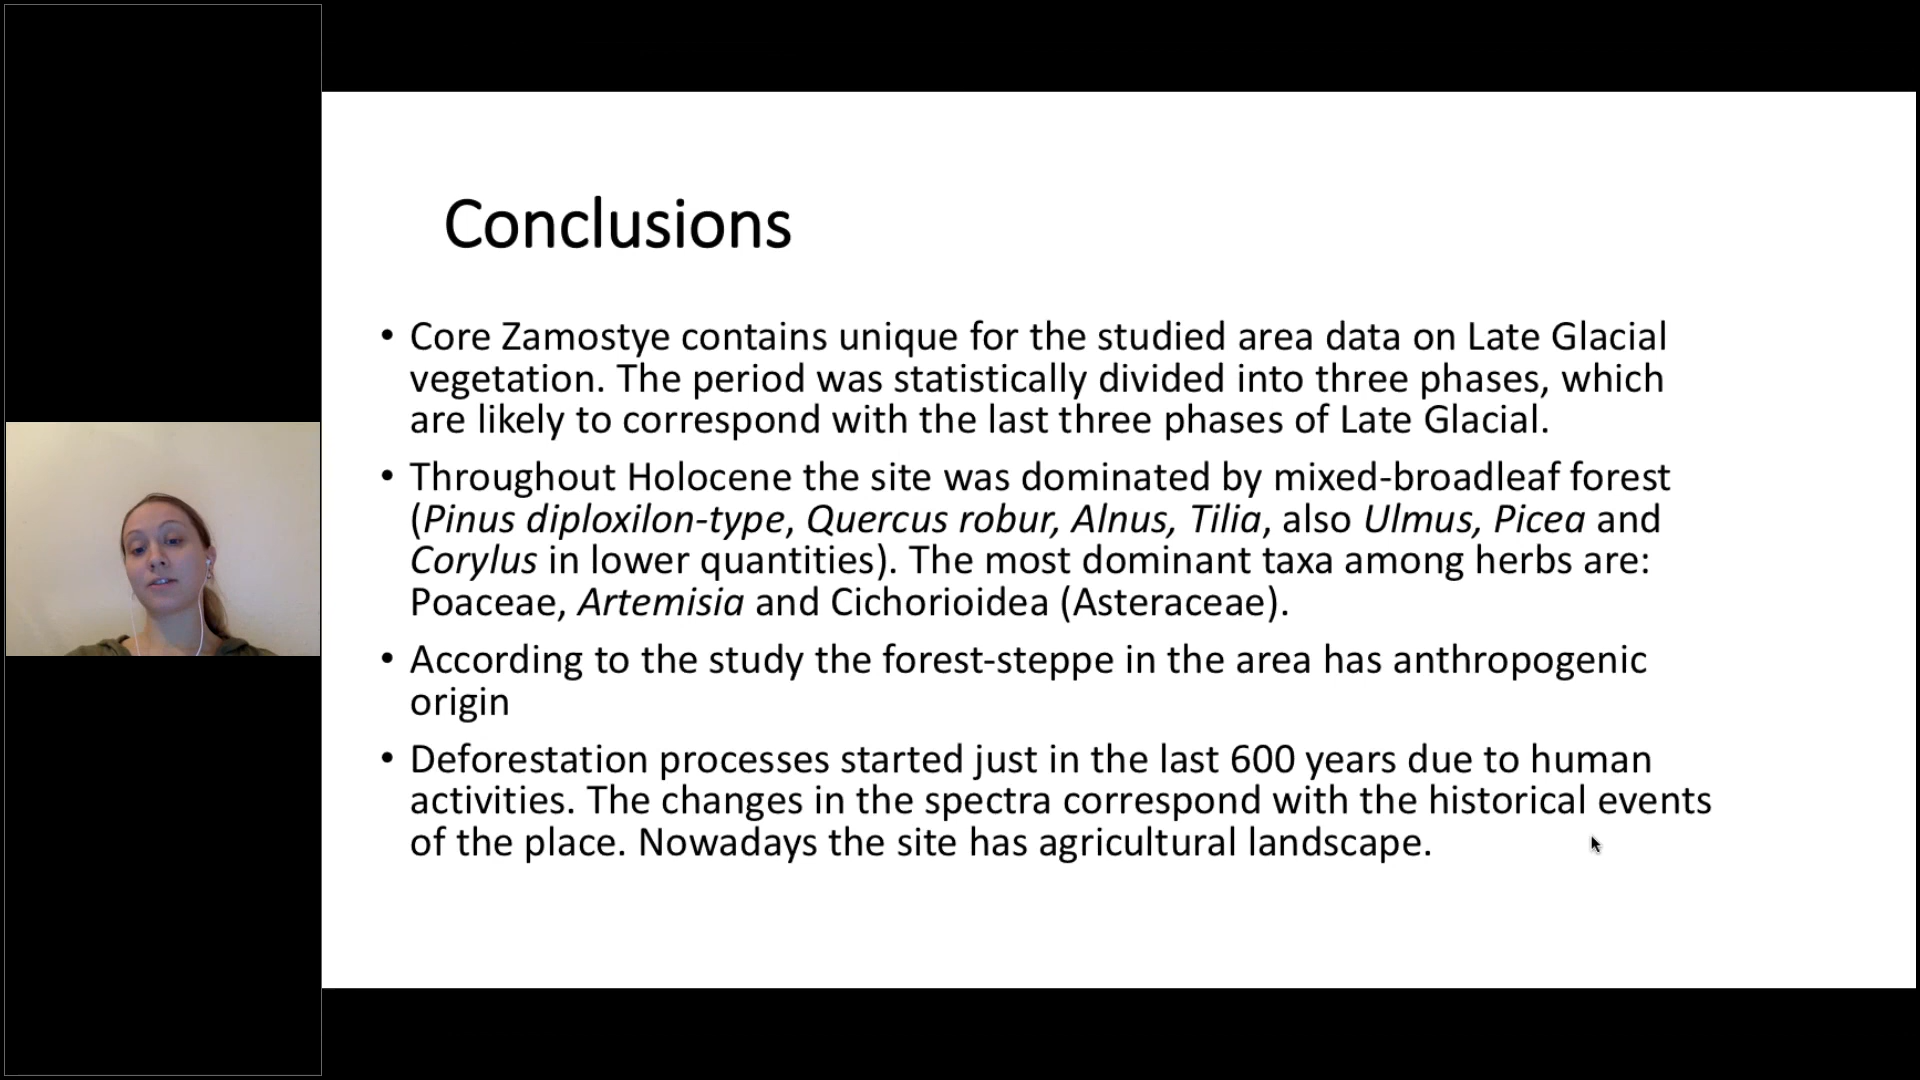 Conclusions
• Core Zamostye contains unique for the studied area data on Late Glacial
vegetation. The period was statistically divided into three phases, which
are likely to correspond with the last three phases of Late Glacial.
• Throughout Holocene the site was dominated by mixed-broadleaf forest
(Pinus diploxilon-type, Quercus robur, Alnus, Tilia, also Ulmus, Picea and
Corylus in lower quantities). The most dominant taxa among herbs are:
Poaceae, Artemisia and Cichorioidea (Asteraceae).
• According to the study the forest-steppe in the area has anthropogenic
origin
• Deforestation processes started just in the last 600 years due to human
activities. The changes in the spectra correspond with the historical events
of the place. Nowadays the site has agricultural landscape.